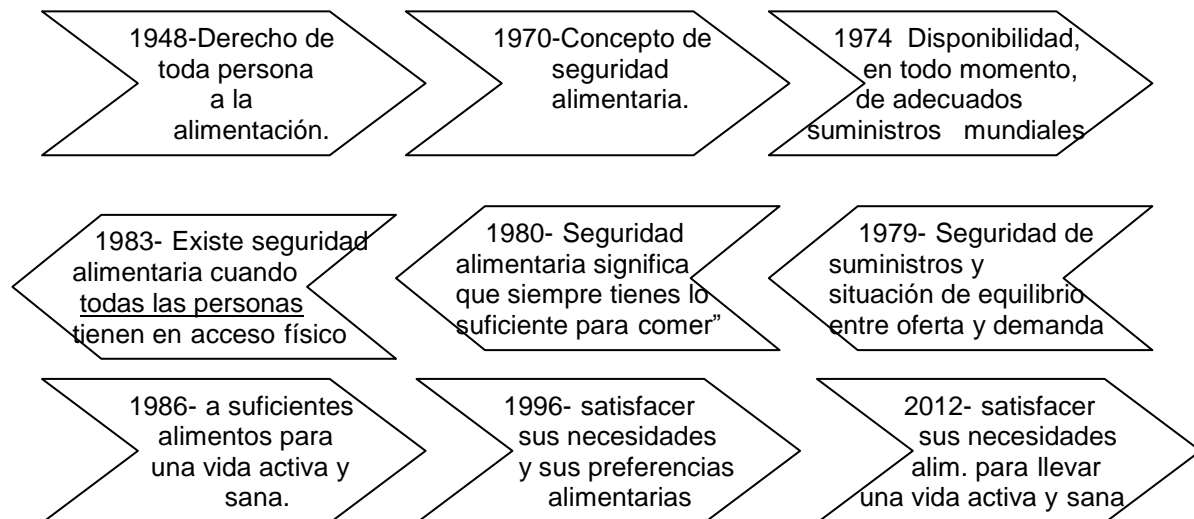 1948-Derecho de
toda persona
a la
alimentación.
1970-Concepto de
seguridad
alimentaria.
1974 Disponibilidad,
en todo momento,
de adecuados
suministros mundiales
1983- Existe seguridad
alimentaria cuando
todas las personas
tienen en acceso físico
1980- Seguridad
alimentaria significa
que siempre tienes lo
suficiente para comer”
1979- Seguridad de
suministros y
situación de equilibrio
entre oferta y demanda
1986- a suficientes
alimentos para
una vida activa y
sana.
1996- satisfacer
sus necesidades
y sus preferencias
alimentarias
2012- satisfacer
sus necesidades
alim. para llevar
una vida activa y sana